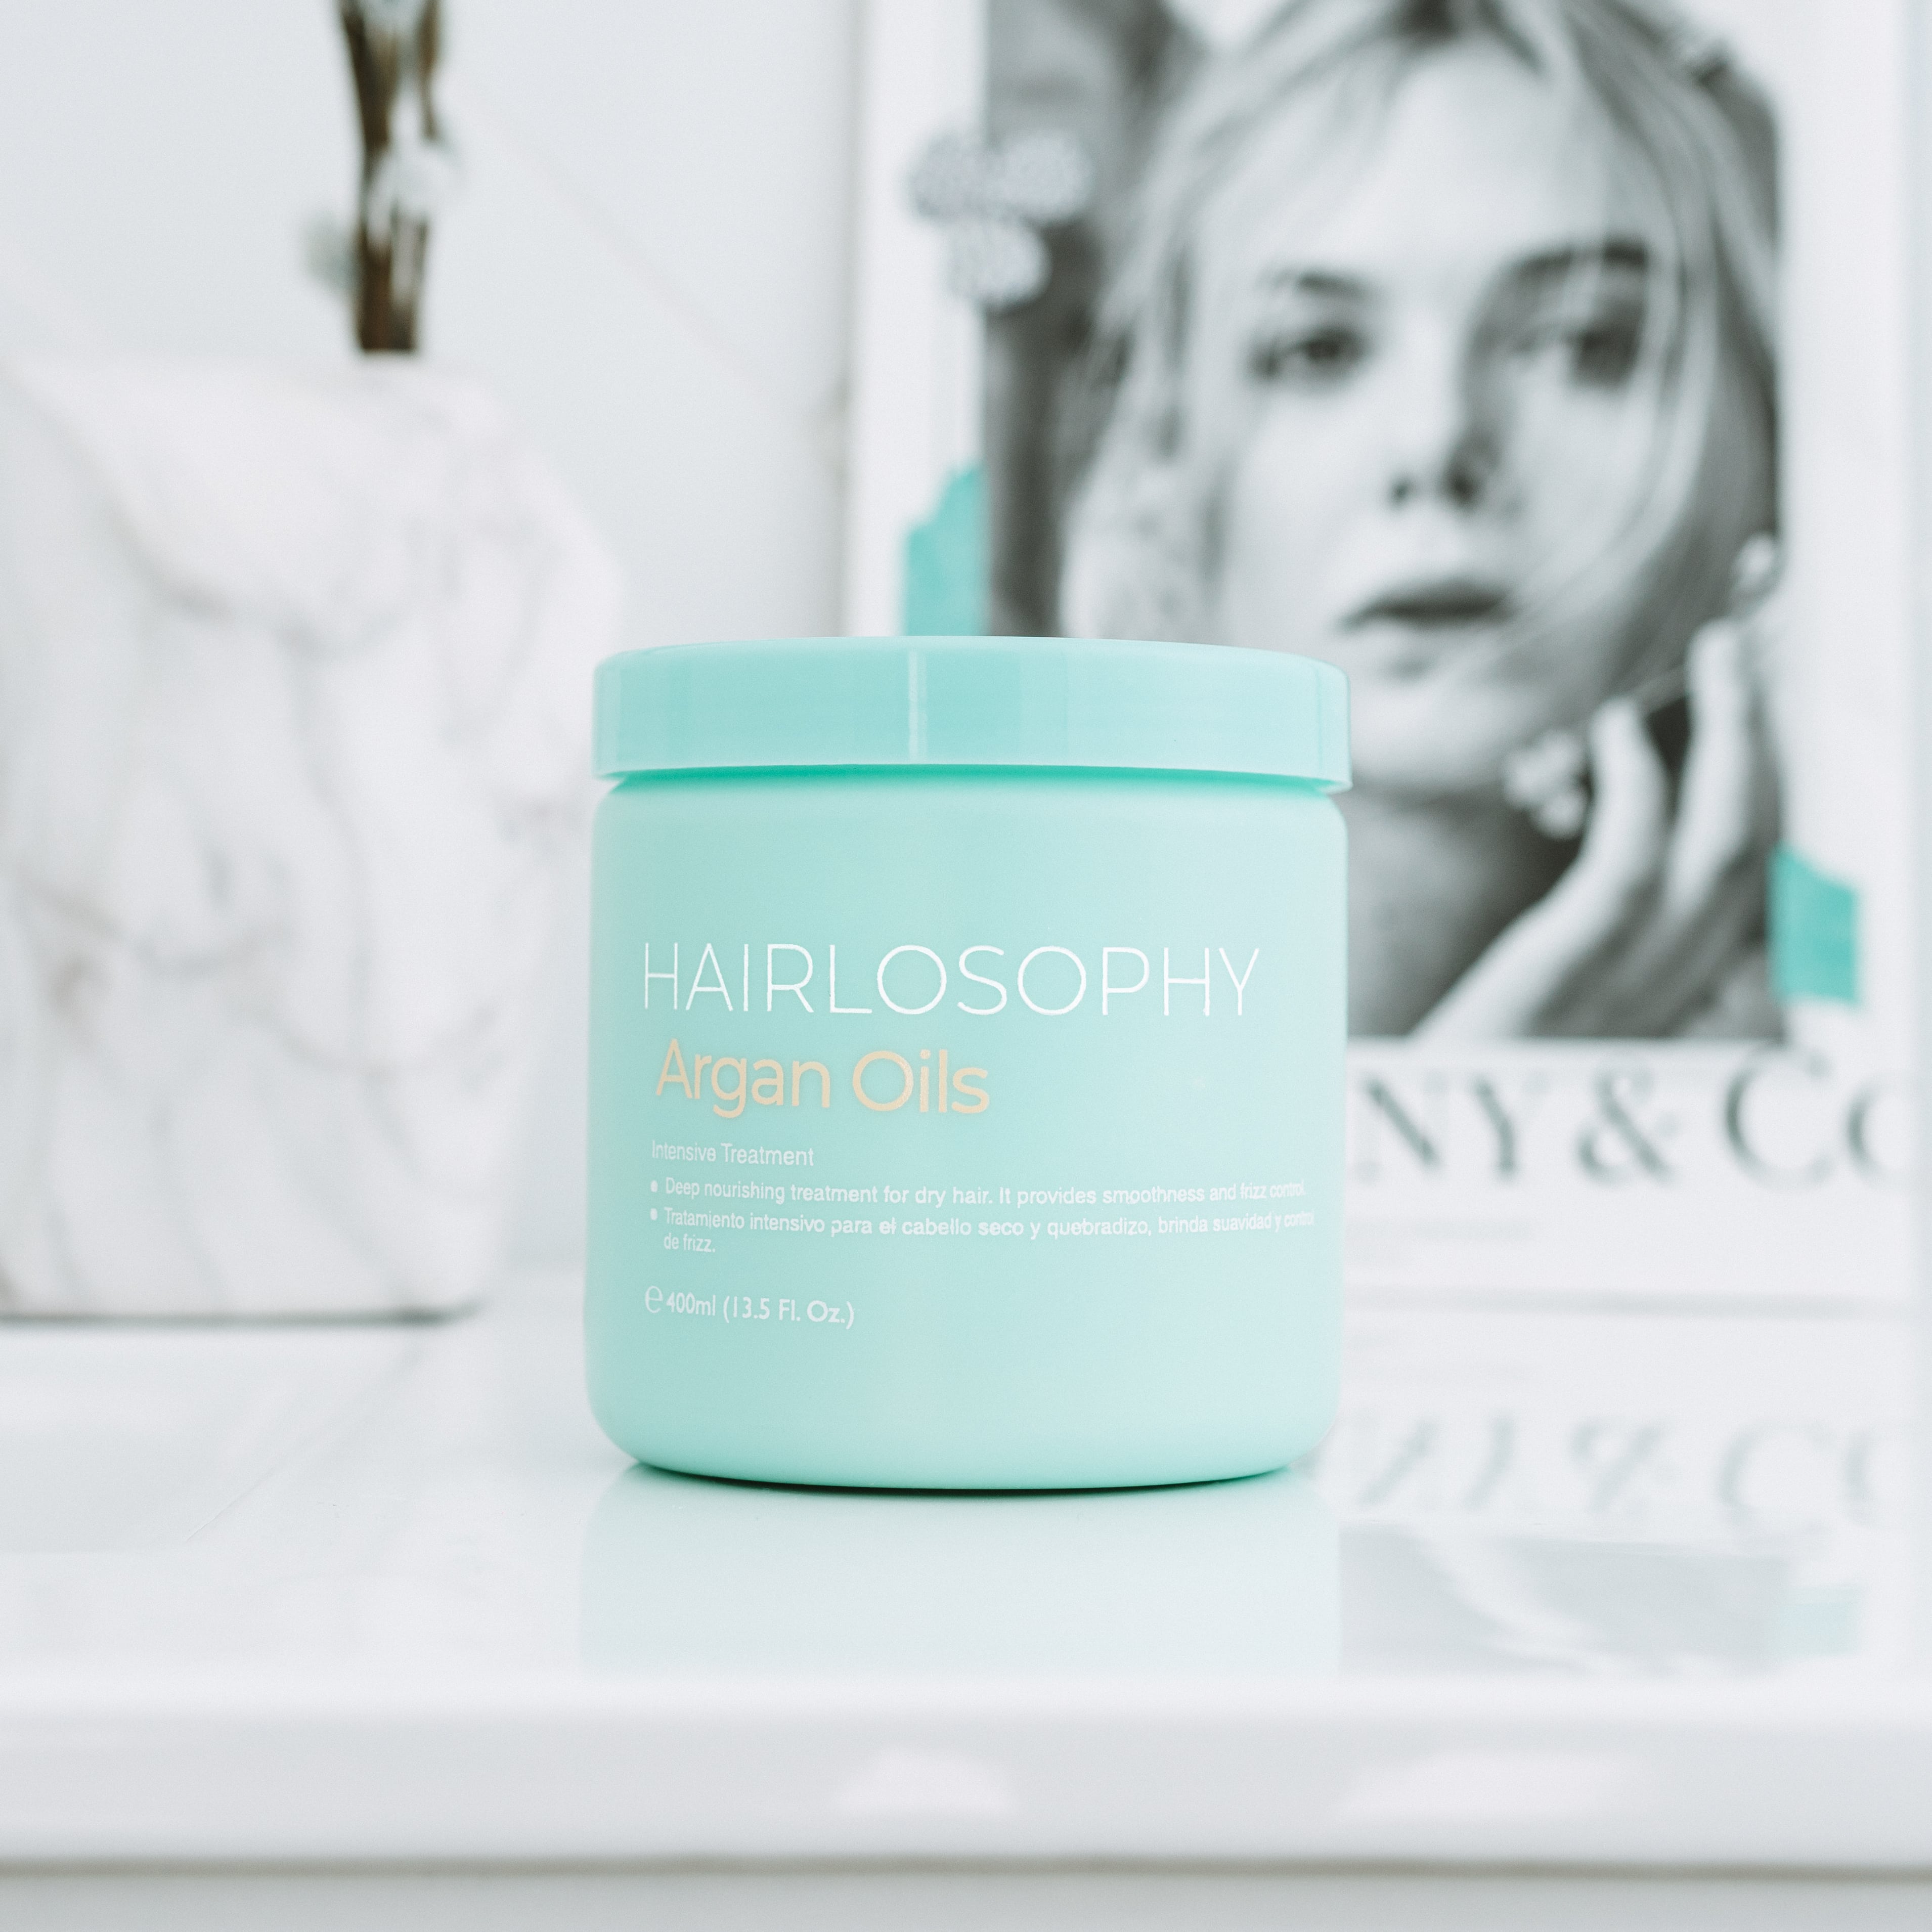 HAIRLOSOPHY
Argan Oils
Intensive Treatment
• Deep nourishing treatment for dry hair. It provides smoothness and frizz control.
• Tratamiento intensivo para el cabello seco y quebradizo, brinda suavidad y control
de frizz.
℮ 400ml (13.5 Fl. Oz.)
NY & CO